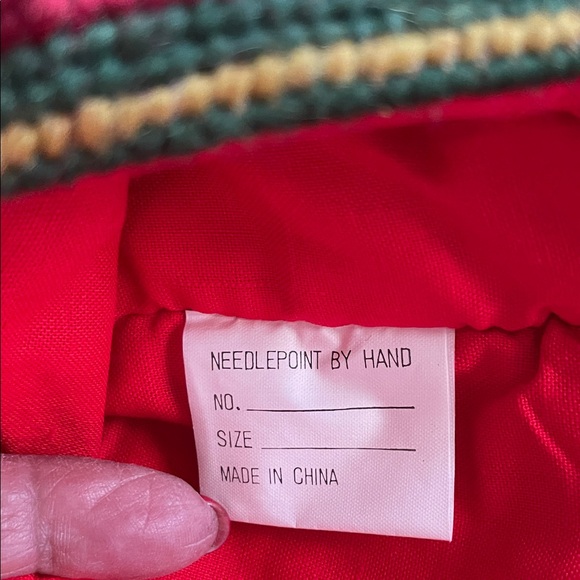 NEEDLEPOINT BY HAND
NO.
SIZE
MADE IN CHINA